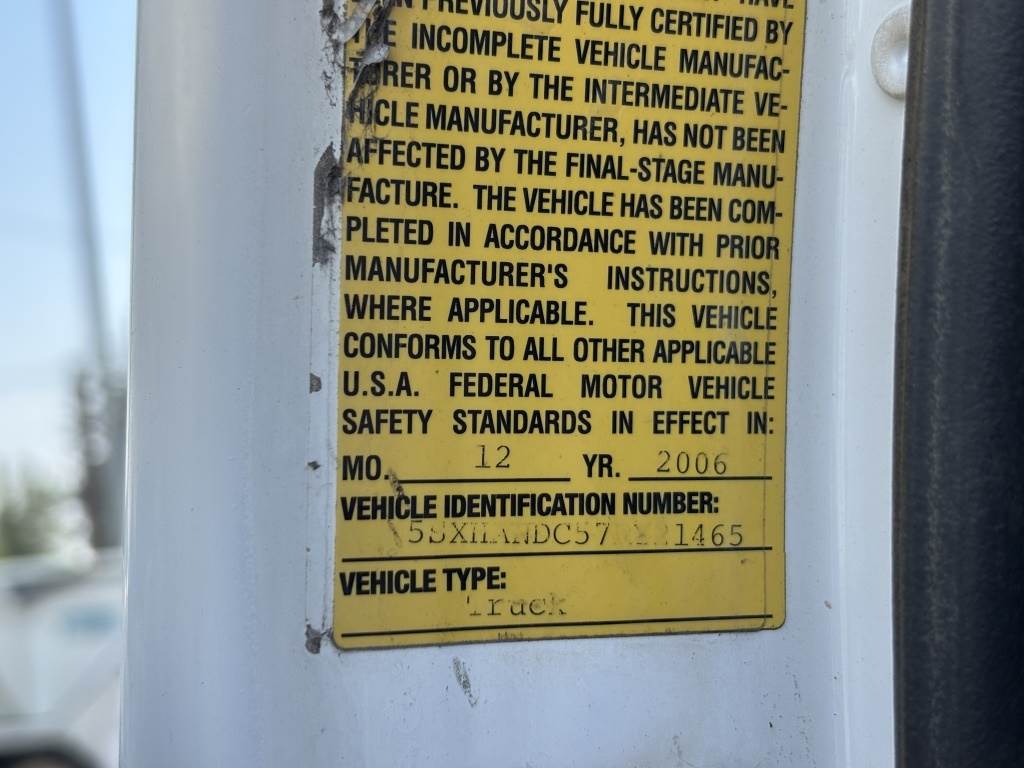 PREVIOUSLY FULLY CERTIFIED BY
THE INCOMPLETE VEHICLE MANUFAC-
TURER OR BY THE INTERMEDIATE VE-
HICLE MANUFACTURER, HAS NOT BEEN
AFFECTED BY THE FINAL-STAGE MANU-
FACTURE. THE VEHICLE HAS BEEN COM-
PLETED IN ACCORDANCE WITH PRIOR
MANUFACTURER'S INSTRUCTIONS,
WHERE APPLICABLE. THIS VEHICLE
CONFORMS TO ALL OTHER APPLICABLE
U.S.A. FEDERAL MOTOR VEHICLE
SAFETY STANDARDS IN EFFECT IN:
MO. 12 YR. 2006
VEHICLE IDENTIFICATION NUMBER:
VEHICLE TYPE:
Truck